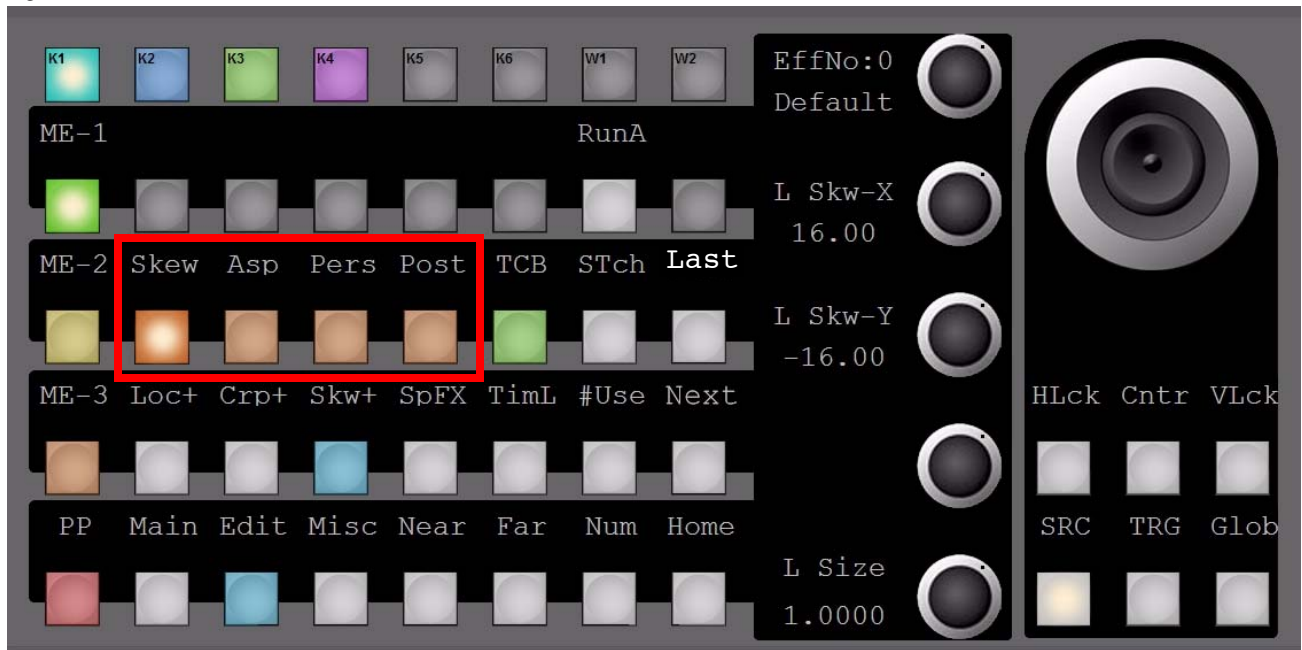 K1 K2 K3 K4 K5 K6 W1 W2
EffNo:0
Default
ME-1 RunA
L Skw-X
16.00
ME-2 Skew Asp Pers Post TCB STch Last
L Skw-Y
-16.00
ME-3 Loc+ Crp+ Skw+ SpFX TimL #Use Next
HLck Cntr VLck
PP Main Edit Misc Near Far Num Home
SRC TRG Glob
L Size
1.0000